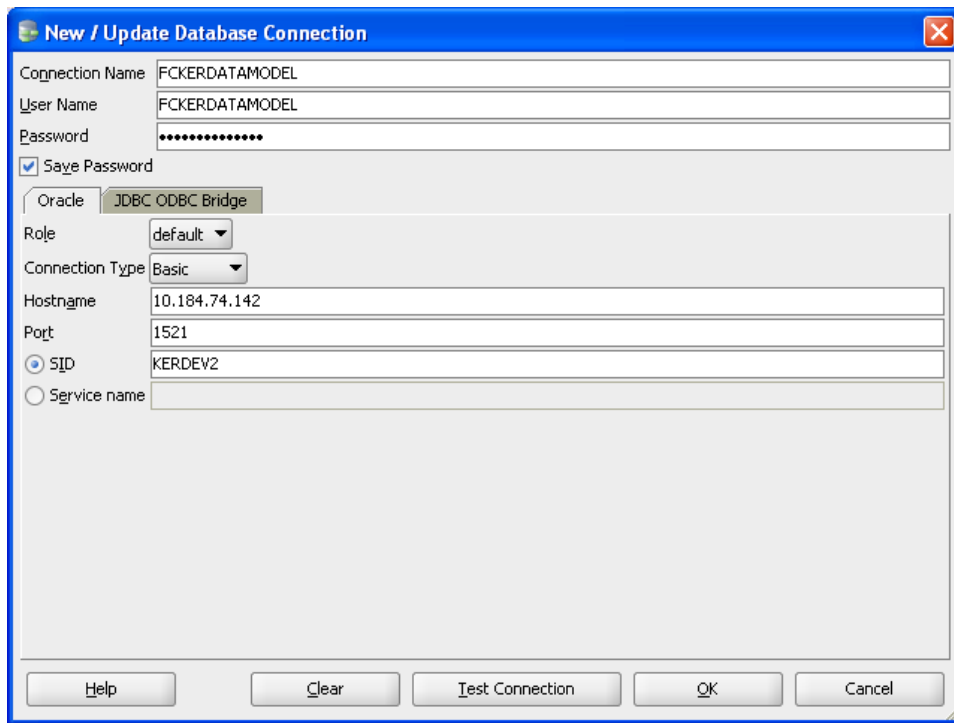 New / Update Database Connection
Connection Name FCKERDATAMODEL
User Name FCKERDATAMODEL
Password ••••••••••••••
Save Password
Oracle JDBC ODBC Bridge
Role default
Connection Type Basic
Hostname 10.184.74.142
Port 1521
SID KERDEV2
Service name
Help Clear Test Connection OK Cancel